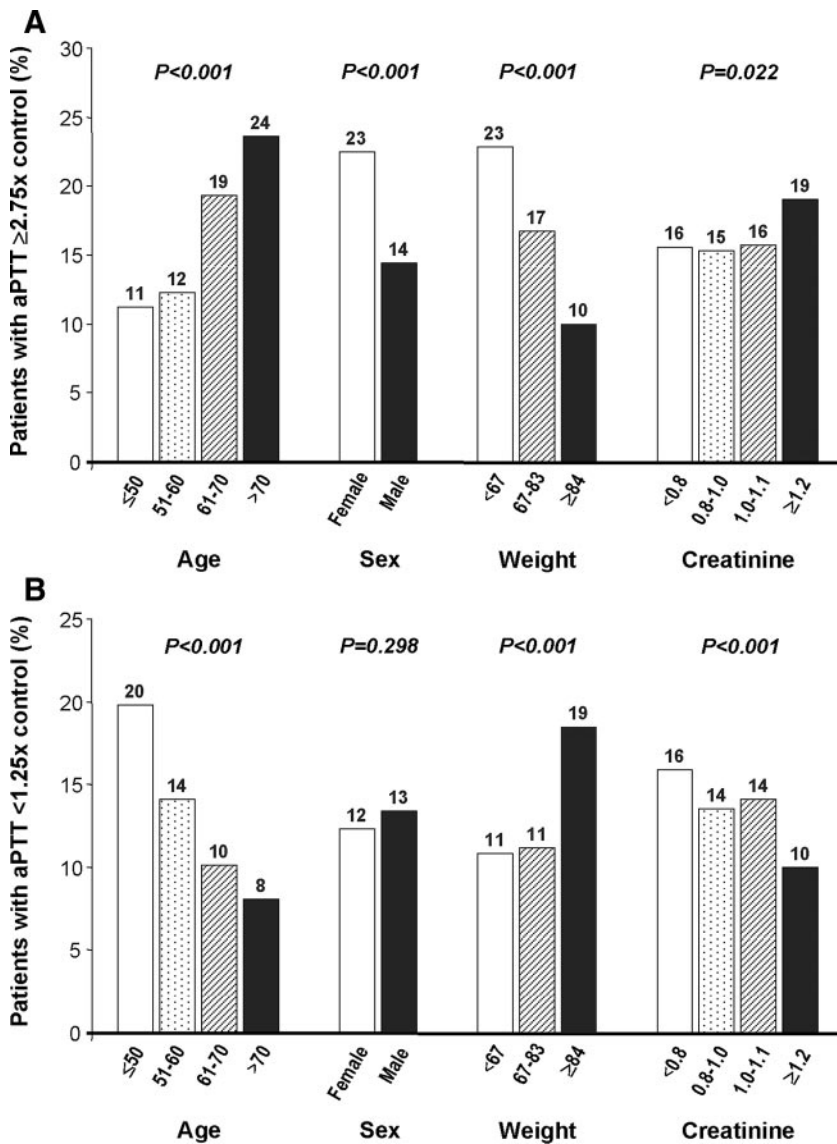 A
Patients with aPTT ≥2.75x control (%)
30
25
20
15
10
5
0
P<0.001 P<0.001 P<0.001 P=0.022
11 12 19 24 23 14 23 17 10 16 15 16 19
≤50 51-60 61-70 >70 Female Male <67 67-83 ≥84 <0.8 0.8-1.0 1.0-1.1 ≥1.2
Age Sex Weight Creatinine
B
Patients with aPTT <1.25x control (%)
25
20
15
10
5
0
P<0.001 P=0.298 P<0.001 P<0.001
20 14 10 8 12 13 11 11 19 16 14 14 10
≤50 51-60 61-70 >70 Female Male <67 67-83 ≥84 <0.8 0.8-1.0 1.0-1.1 ≥1.2
Age Sex Weight Creatinine